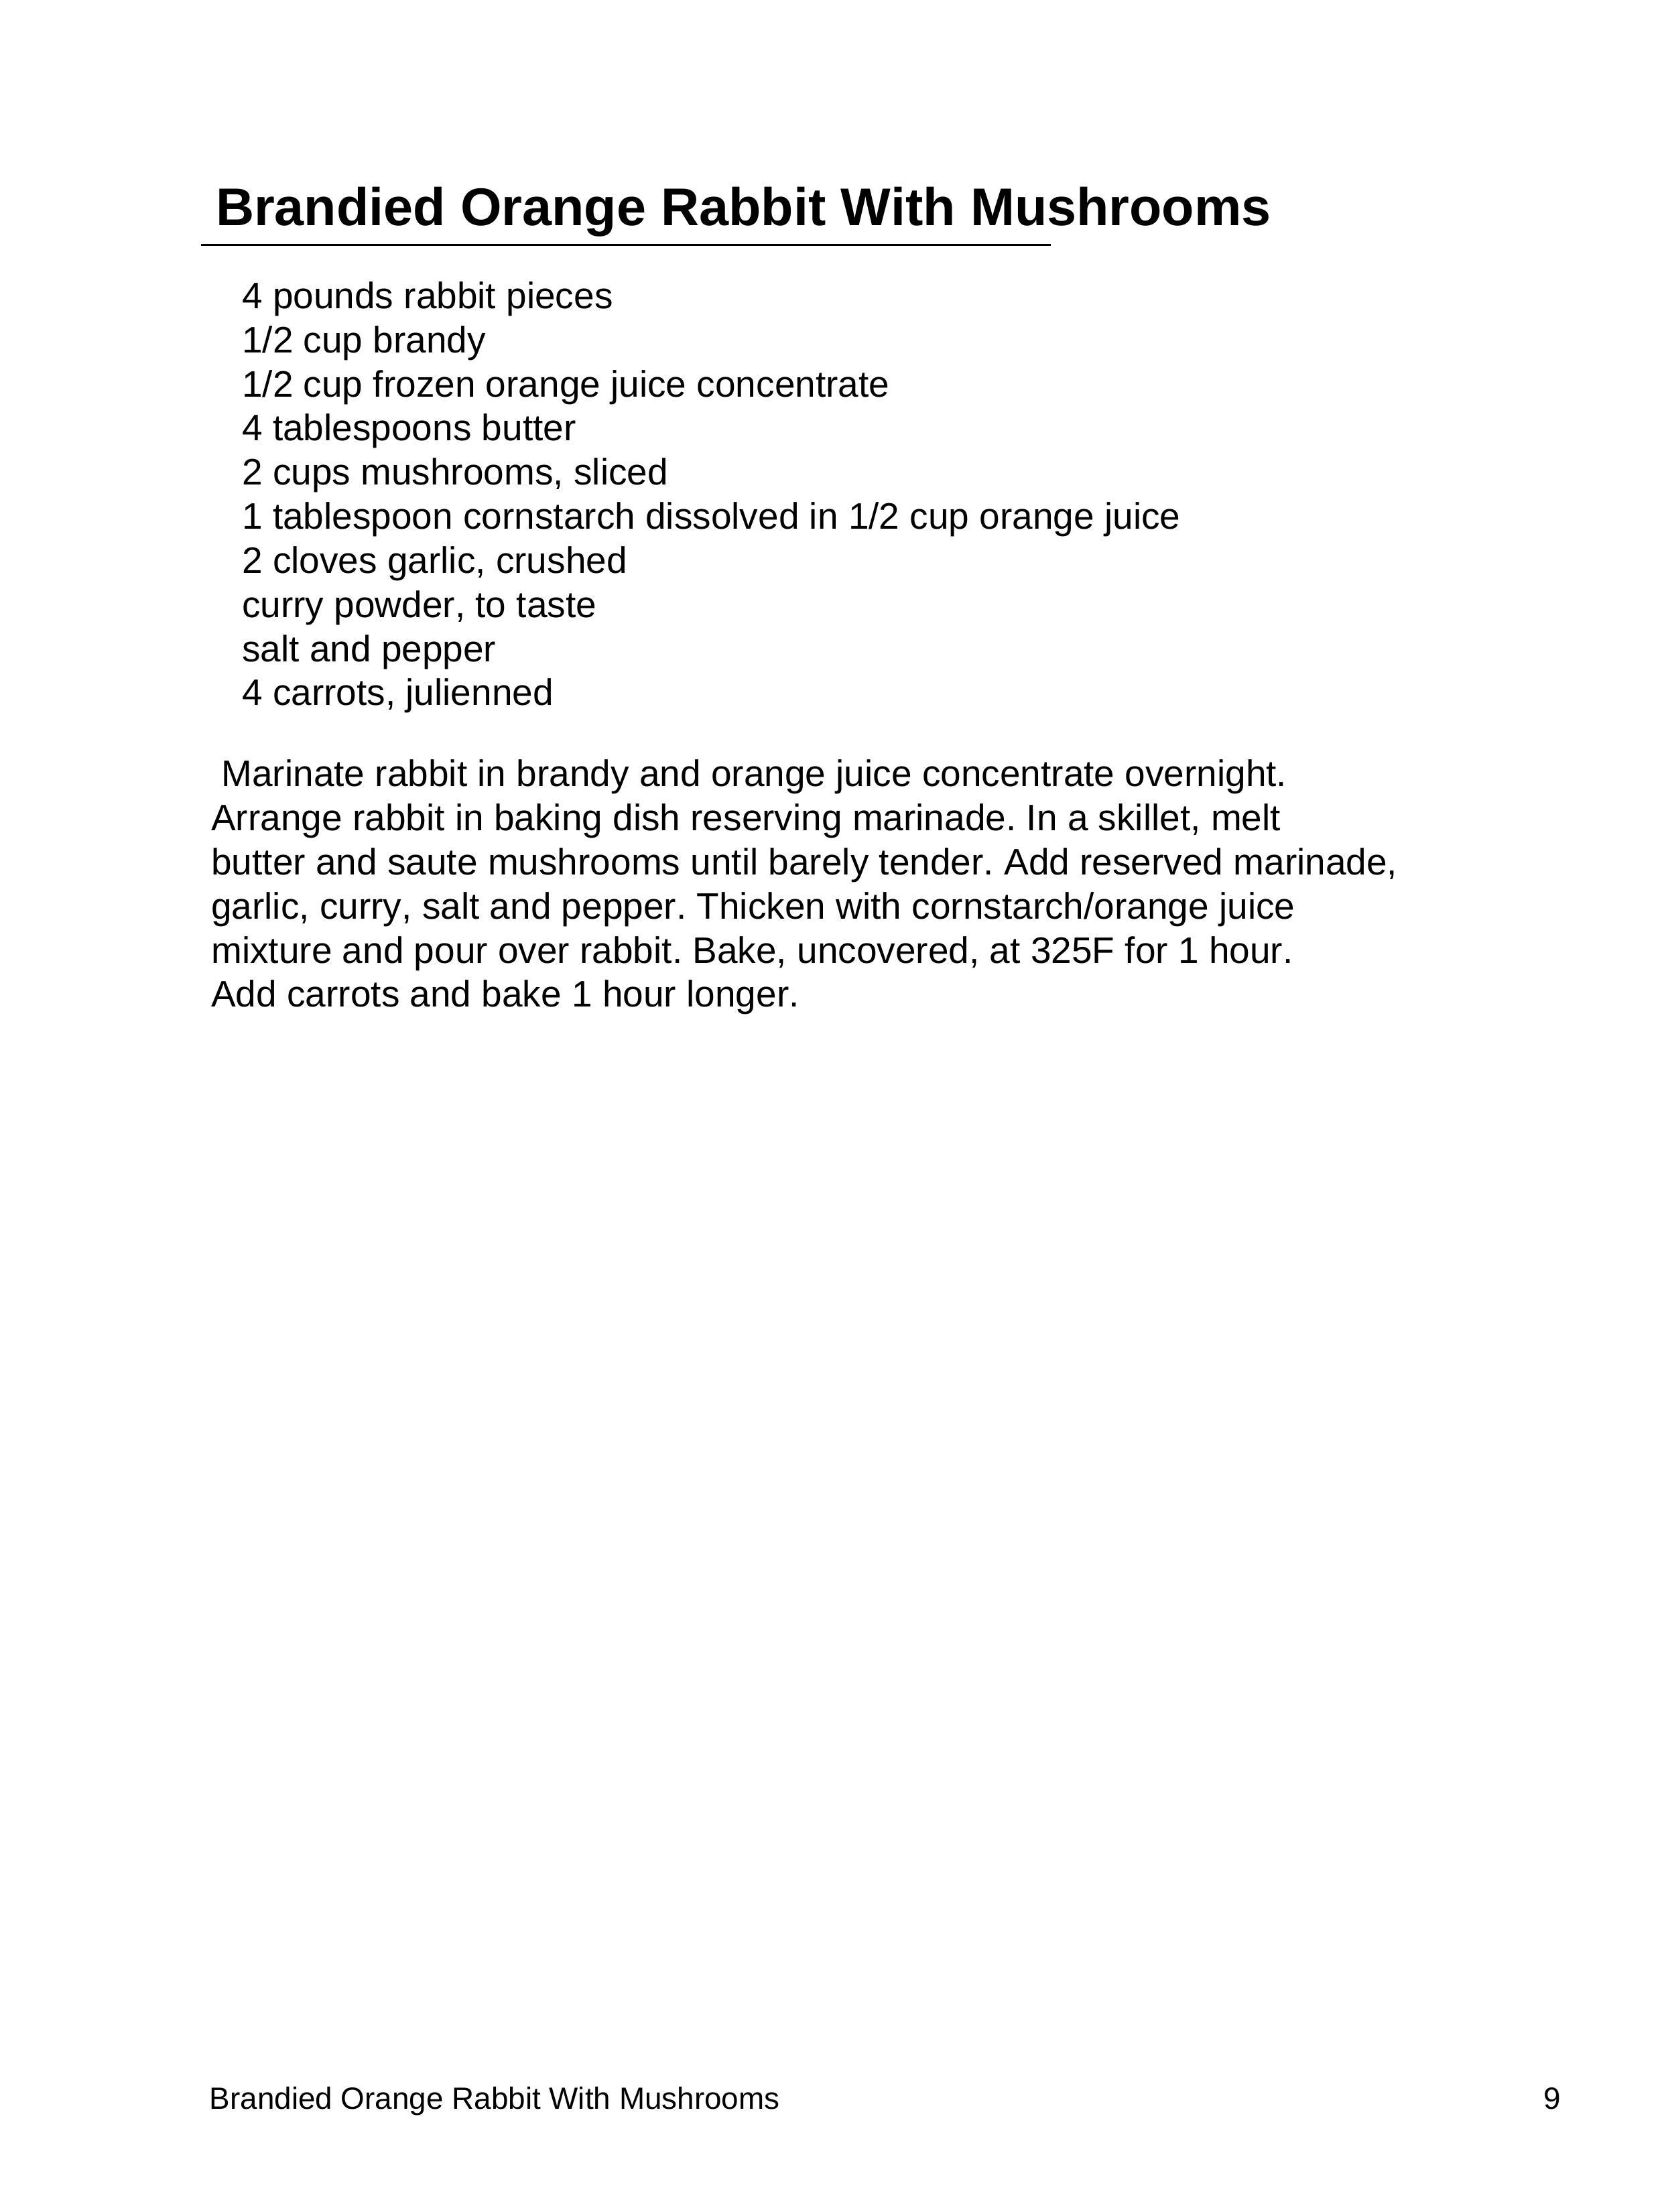 Brandied Orange Rabbit With Mushrooms
4 pounds rabbit pieces
1/2 cup brandy
1/2 cup frozen orange juice concentrate
4 tablespoons butter
2 cups mushrooms, sliced
1 tablespoon cornstarch dissolved in 1/2 cup orange juice
2 cloves garlic, crushed
curry powder, to taste
salt and pepper
4 carrots, julienned
Marinate rabbit in brandy and orange juice concentrate overnight.
Arrange rabbit in baking dish reserving marinade. In a skillet, melt
butter and saute mushrooms until barely tender. Add reserved marinade,
garlic, curry, salt and pepper. Thicken with cornstarch/orange juice
mixture and pour over rabbit. Bake, uncovered, at 325F for 1 hour.
Add carrots and bake 1 hour longer.
Brandied Orange Rabbit With Mushrooms 9